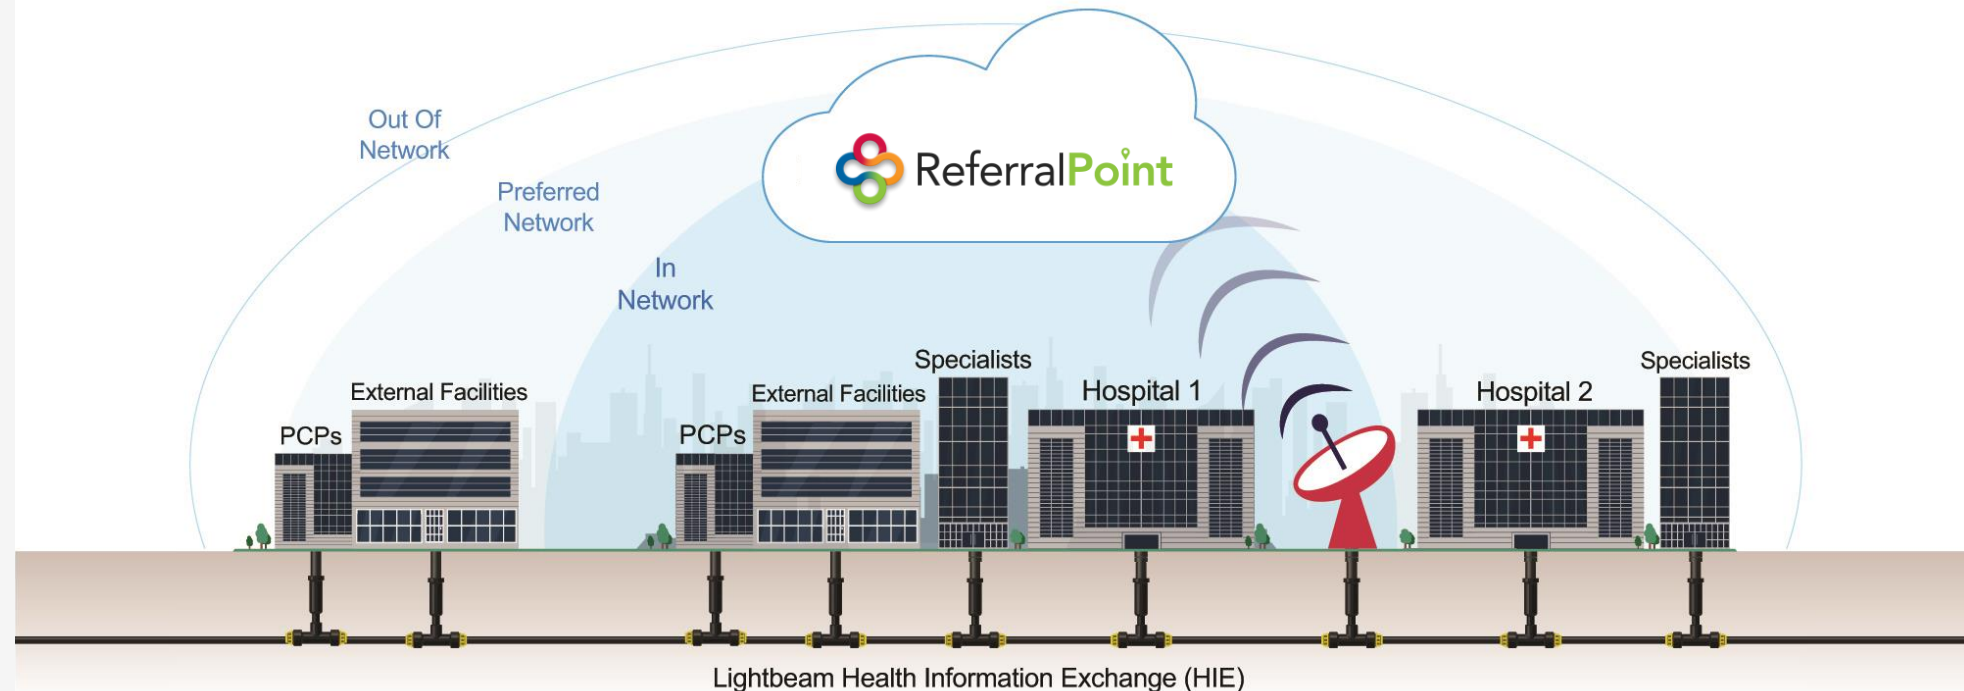 Out Of
Network
ReferralPoint
Preferred
Network
In
Network
Specialists
Specialists
External Facilities
External Facilities
Hospital 1
Hospital 2
PCPs
PCPs
Lightbeam Health Information Exchange (HIE)